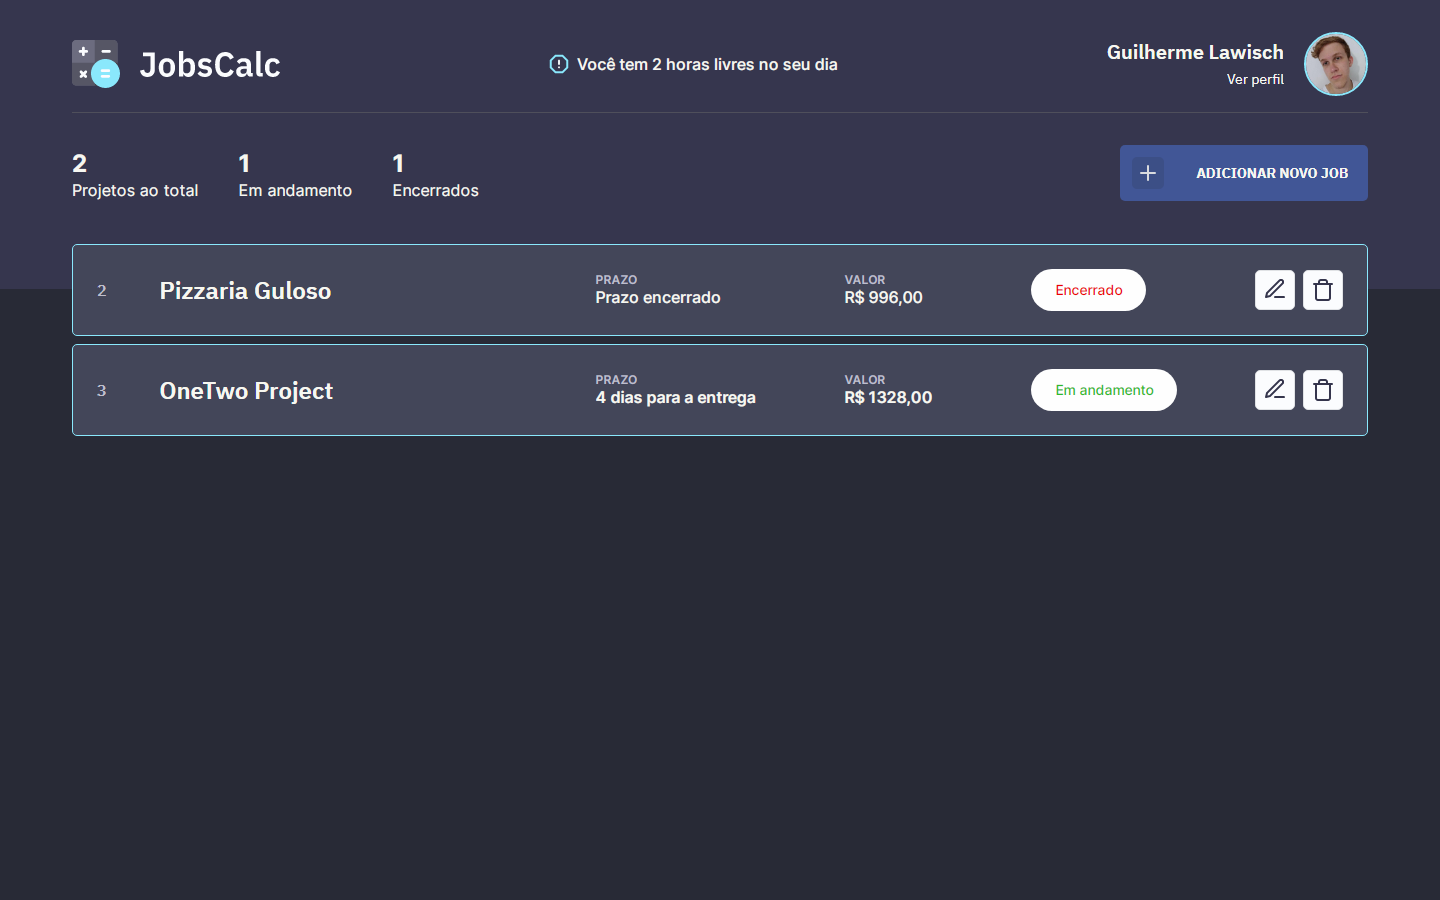 JobsCalc
Você tem 2 horas livres no seu dia
Guilherme Lawisch
Ver perfil
2
Projetos ao total
1
Em andamento
1
Encerrados
ADICIONAR NOVO JOB
2
Pizzaria Guloso
PRAZO
Prazo encerrado
VALOR
R$ 996,00
Encerrado
3
OneTwo Project
PRAZO
4 dias para a entrega
VALOR
R$ 1328,00
Em andamento